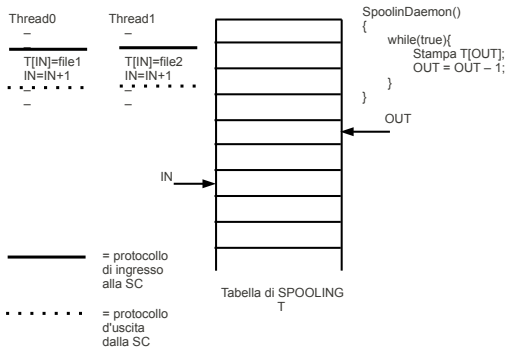 Thread0
–
–
T[IN]=file1
IN=IN+1
–
–
Thread1
–
–
T[IN]=file2
IN=IN+1
–
–
SpoolinDaemon()
{
while(true){
Stampa T[OUT];
OUT = OUT – 1;
}
}
OUT
IN
= protocollo
di ingresso
alla SC
= protocollo
d'uscita
dalla SC
Tabella di SPOOLING
T